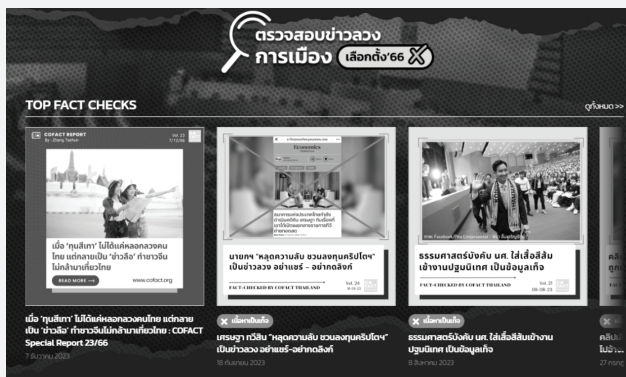 ตรวจสอบข่าวลวง
การเมือง เลือกตั้ง'66
TOP FACT CHECKS
ดูทั้งหมด >>
COFACT REPORT
By : Zhang Taehun
Vol. 23
7/12/66
เมื่อ 'ทุนสีเทา' ไม่ได้แค่หลอกลวงคน
ไทย แต่กลายเป็น 'ข่าวลือ' ทำชาวจีน
ไม่กล้ามาเที่ยวไทย
READ MORE
www.cofact.org
เมื่อ 'ทุนสีเทา' ไม่ได้แค่หลอกลวงคนไทย แต่กลาย
เป็น 'ข่าวลือ' ทำชาวจีนไม่กล้ามาเที่ยวไทย : COFACT
Special Report 23/66
7 ธันวาคม 2023
Economika
นายกฯ "หลุดความลับ ชวนลงทุนคริปโตฯ"
เป็นข่าวลวง อย่าแชร์ - อย่ากดลิงก์
FACT-CHECKED BY COFACT THAILAND
Vol. 24
เนื้อหาเป็นเท็จ
เศรษฐา ทวีสิน "หลุดความลับ ชวนลงทุนคริปโตฯ"
เป็นข่าวลวง อย่าแชร์-อย่ากดลิงก์
18 กันยายน 2023
ธรรมศาสตร์บังคับ นศ. ใส่เสื้อสีส้ม
เข้างานปฐมนิเทศ เป็นข้อมูลเท็จ
FACT-CHECKED BY COFACT THAILAND
Vol. 21
08-08-23
เนื้อหาเป็นเท็จ
ธรรมศาสตร์บังคับ นศ. ใส่เสื้อสีส้มเข้างาน
ปฐมนิเทศ เป็นข้อมูลเท็จ
8 สิงหาคม 2023